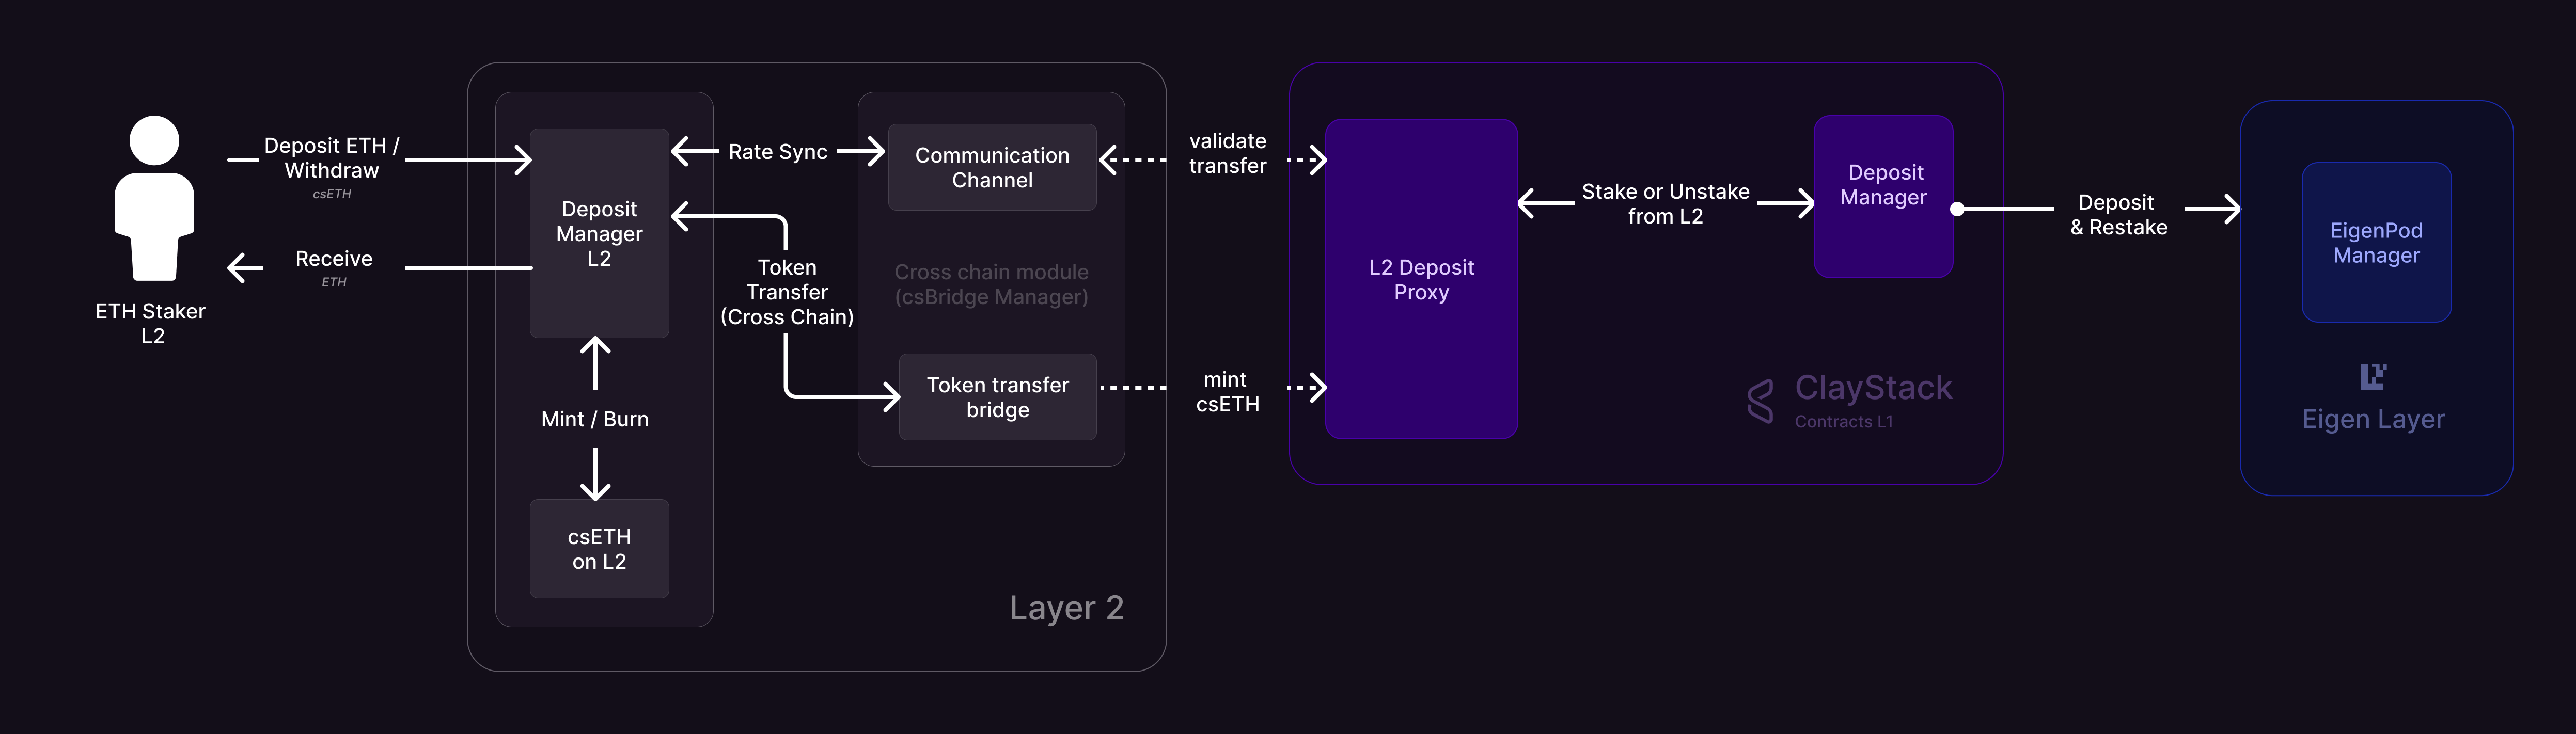 ETH Staker
L2
Deposit ETH /
Withdraw
csETH
Receive
ETH
Deposit
Manager
L2
Mint / Burn
csETH
on L2
Rate Sync
Token
Transfer
(Cross Chain)
Communication
Channel
Cross chain module
(csBridge Manager)
Token transfer
bridge
Layer 2
validate
transfer
mint
csETH
L2 Deposit
Proxy
Stake or Unstake
from L2
Deposit
Manager
ClayStack
Contracts L1
Deposit
& Restake
EigenPod
Manager
Eigen Layer